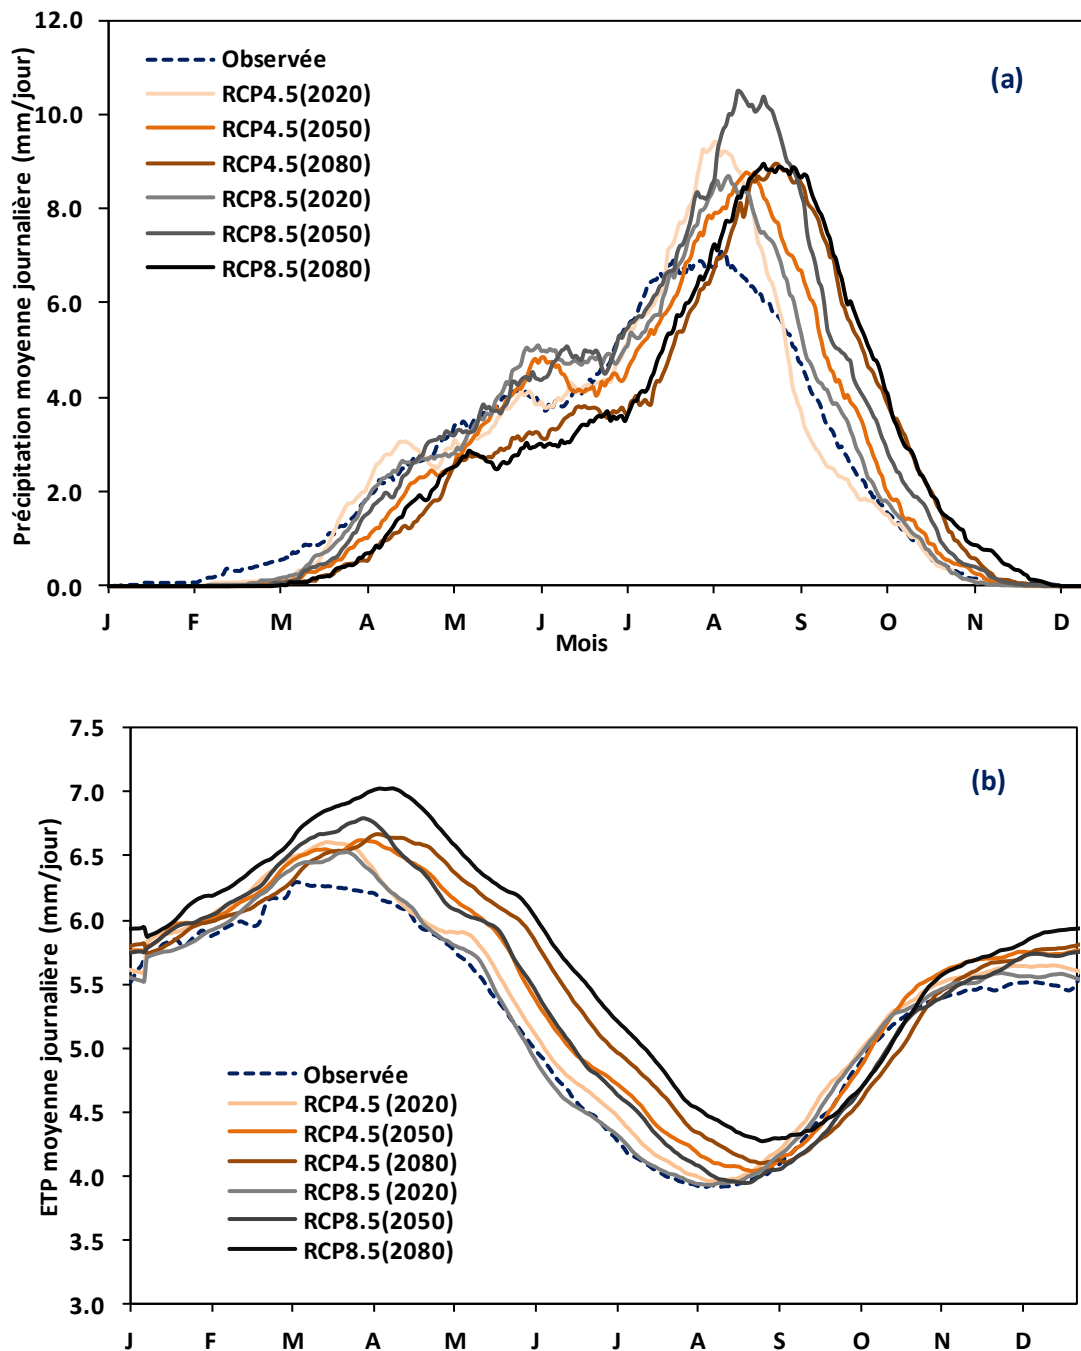 12.0
10.0
8.0
6.0
4.0
2.0
0.0
Précipitation moyenne journalière (mm/jour)
(a)
Observée
RCP4.5(2020)
RCP4.5(2050)
RCP4.5(2080)
RCP8.5(2020)
RCP8.5(2050)
RCP8.5(2080)
J F M A M J J A S O N D
Mois
7.5
7.0
6.5
6.0
5.5
5.0
4.5
4.0
3.5
3.0
ETP moyenne journalière (mm/jour)
(b)
Observée
RCP4.5 (2020)
RCP4.5(2050)
RCP4.5 (2080)
RCP8.5 (2020)
RCP8.5(2050)
RCP8.5(2080)
J F M A M J J A S O N D